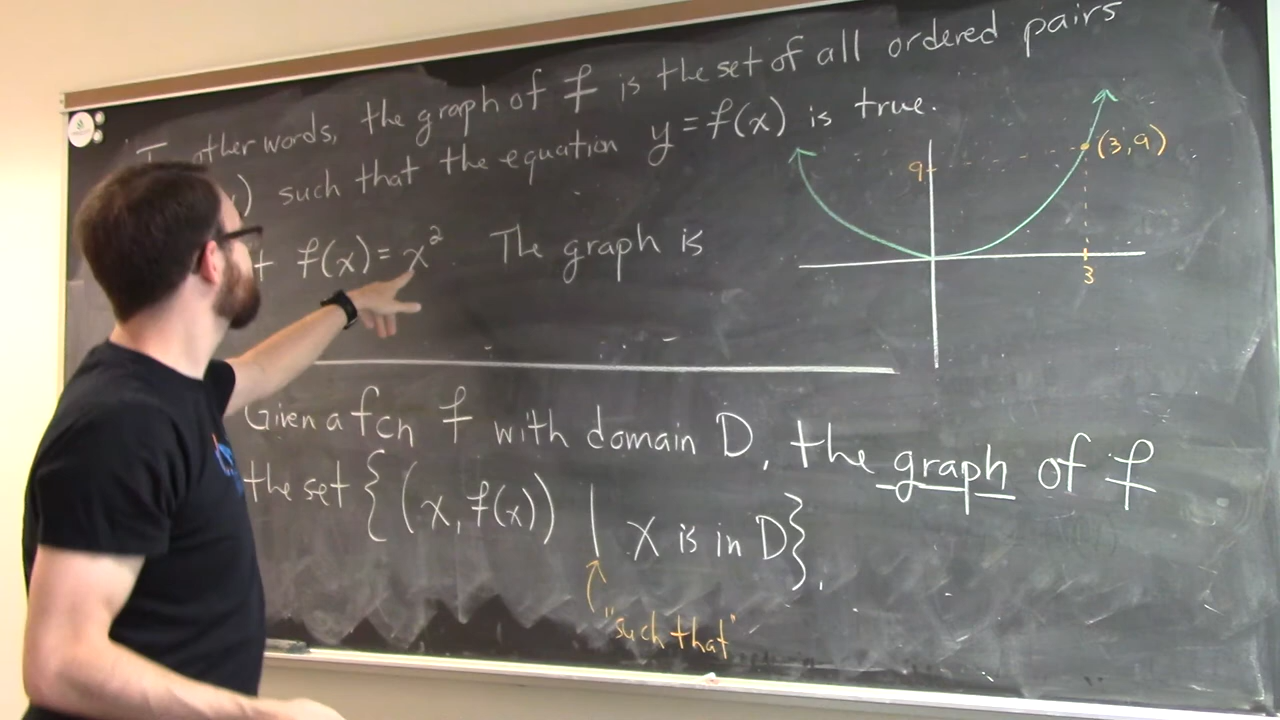 other words, the graph of f is the set of all ordered pairs
) such that the equation y = f(x) is true.
f(x) = x² The graph is
9
(3,9)
3
Given a fcn f with domain D, the graph of f
the set { (x, f(x)) | x is in D}.
"such that"